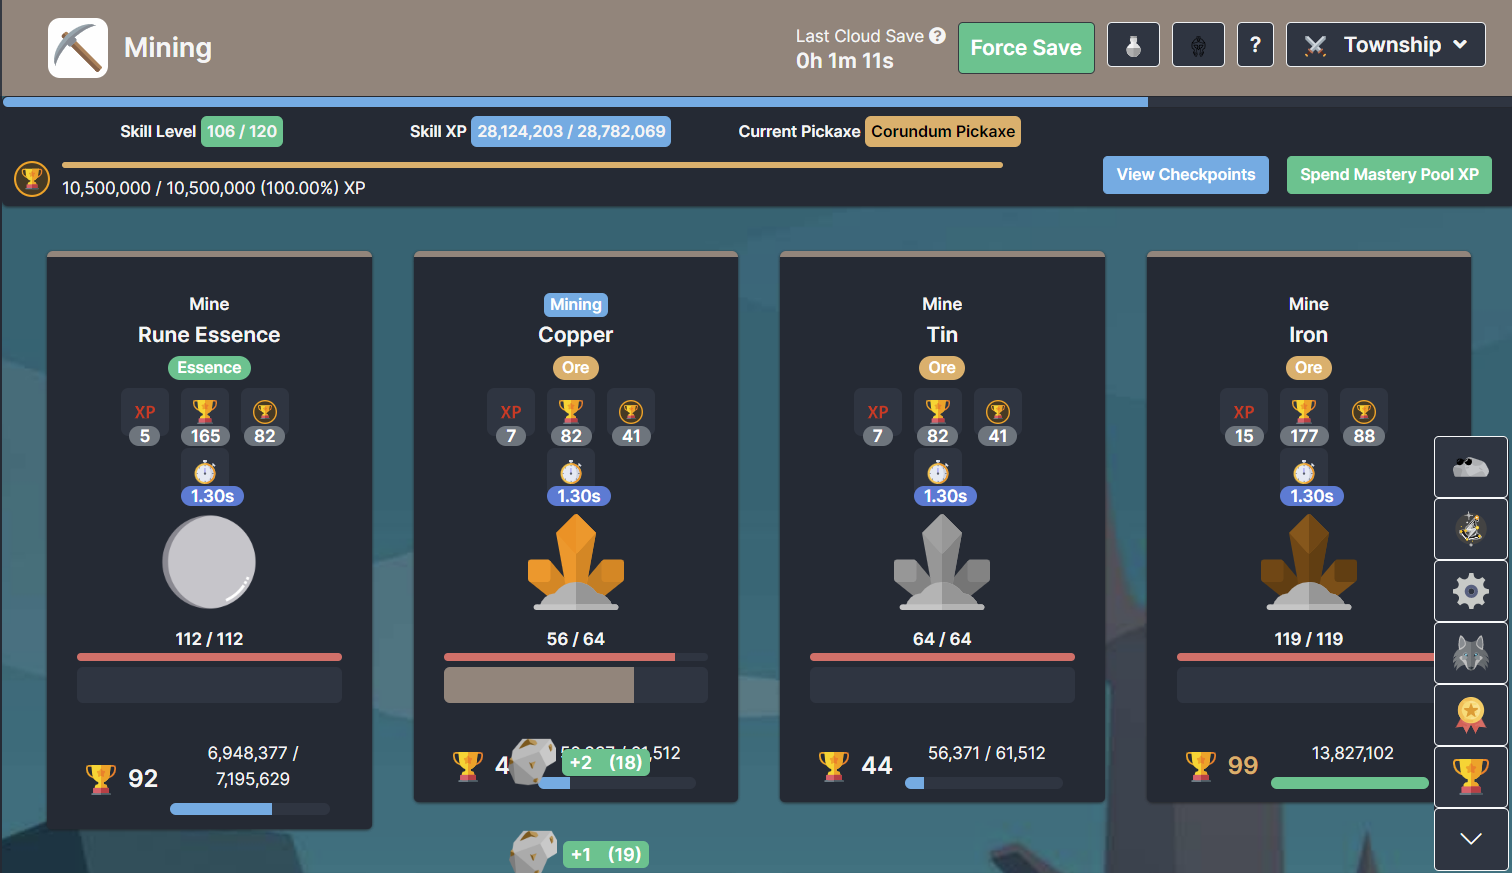 Mining
Last Cloud Save ?
0h 1m 11s
Force Save
?
Township
Skill Level 106 / 120
Skill XP 28,124,203 / 28,782,069
Current Pickaxe Corundum Pickaxe
10,500,000 / 10,500,000 (100.00%) XP
View Checkpoints
Spend Mastery Pool XP
Mine
Rune Essence
Essence
XP
5
165
82
1.30s
112 / 112
92
6,948,377 /
7,195,629
Mining
Copper
Ore
XP
7
82
41
1.30s
56 / 64
+2 (18)
+1 (19)
Mine
Tin
Ore
XP
7
82
41
1.30s
64 / 64
44
56,371 / 61,512
Mine
Iron
Ore
XP
15
177
88
1.30s
119 / 119
99
13,827,102